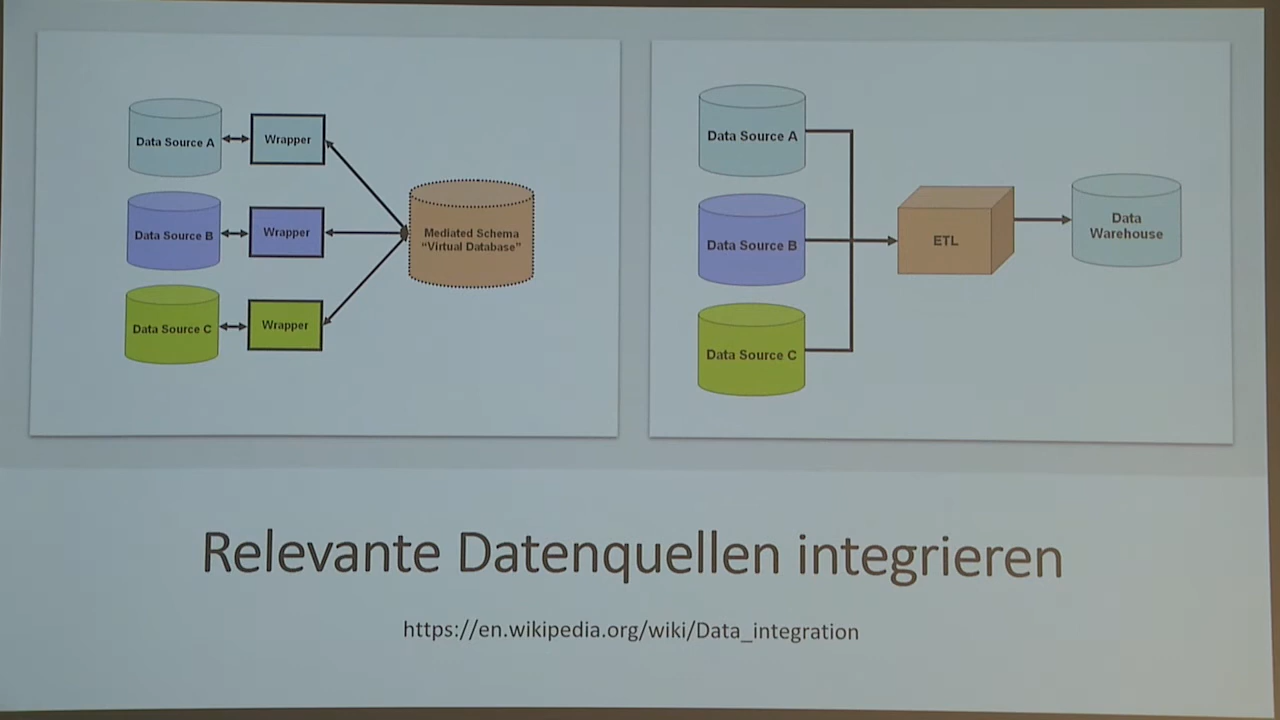 Data Source A
Wrapper
Data Source B
Wrapper
Data Source C
Wrapper
Mediated Schema
"Virtual Database"
Data Source A
Data Source B
Data Source C
ETL
Data
Warehouse
Relevante Datenquellen integrieren
https://en.wikipedia.org/wiki/Data_integration